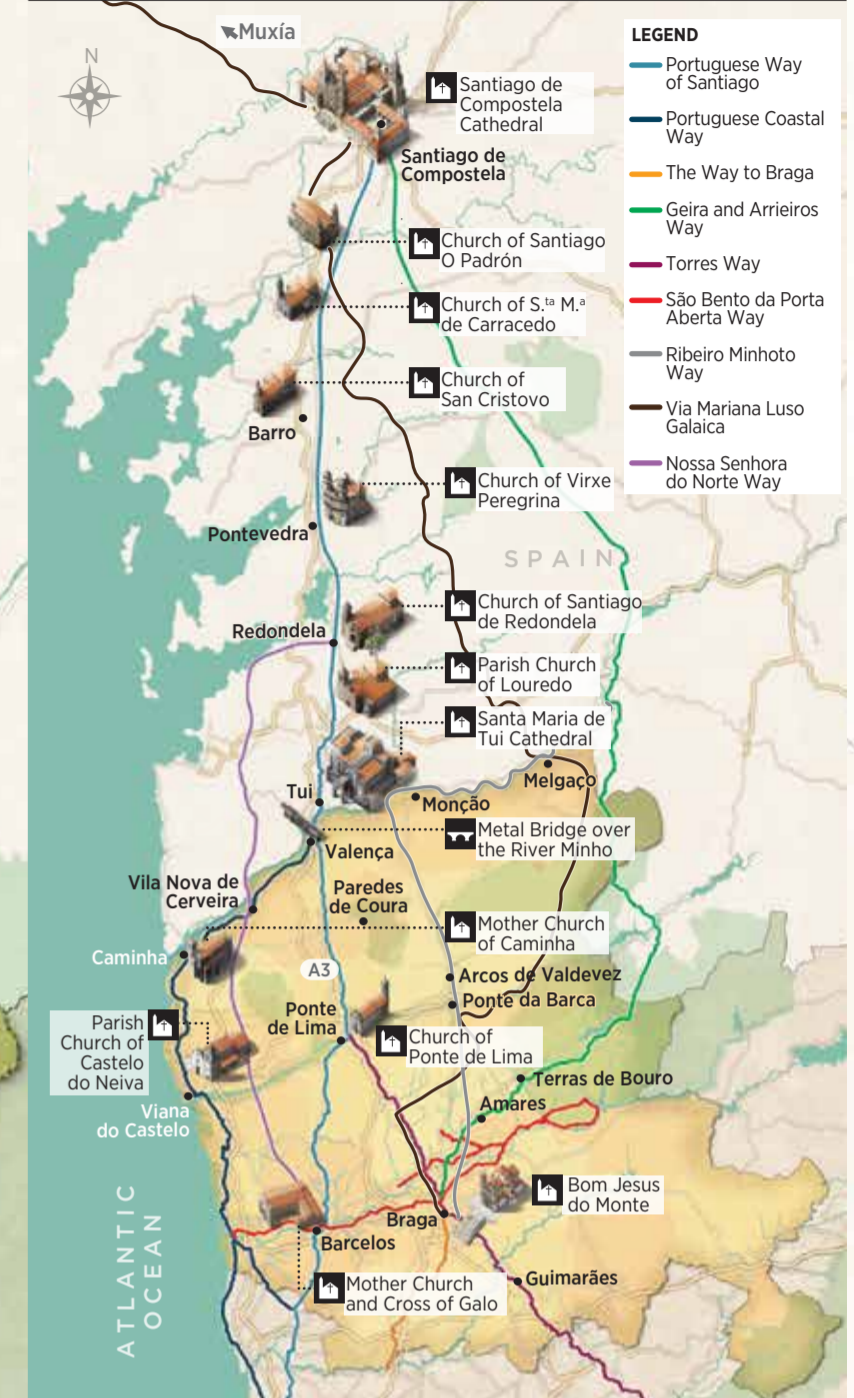 Muxía
N
LEGEND
Portuguese Way
of Santiago
Portuguese Coastal
Way
The Way to Braga
Geira and Arrieiros
Way
Torres Way
São Bento da Porta
Aberta Way
Ribeiro Minhoto
Way
Via Mariana Luso
Galaica
Nossa Senhora
do Norte Way
Santiago de
Compostela
Cathedral
Santiago de
Compostela
Church of Santiago
O Padrón
Church of S.ta M.a
de Carracedo
Church of
San Cristovo
Barro
Church of Virxe
Peregrina
Pontevedra
SPAIN
Church of Santiago
de Redondela
Redondela
Parish Church
of Louredo
Santa Maria de
Tui Cathedral
Melgaço
Tui
Monção
Metal Bridge over
the River Minho
Valença
Vila Nova de
Cerveira
Paredes
de Coura
Mother Church
of Caminha
Caminha
A3
Arcos de Valdevez
Ponte da Barca
Ponte
de Lima
Parish
Church of
Castelo
do Neiva
Church of
Ponte de Lima
Terras de Bouro
Viana
do Castelo
Amares
Bom Jesus
do Monte
Braga
Barcelos
ATLANTIC
OCEAN
Guimarães
Mother Church
and Cross of Galo